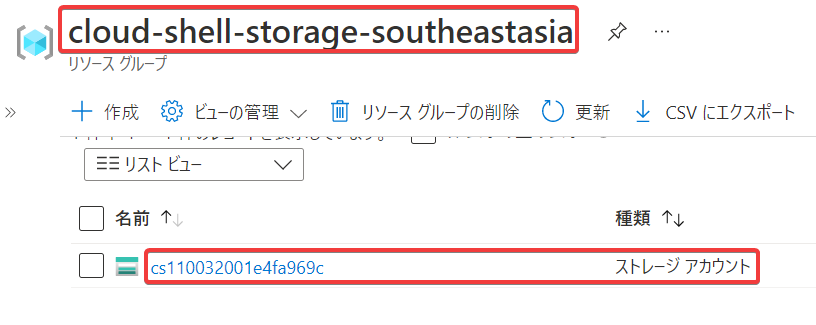 cloud-shell-storage-southeastasia
リソース グループ
作成 ビューの管理 リソース グループの削除 更新 CSV にエクスポート
リスト ビュー
名前 ↑↓ 種類 ↑↓
cs110032001e4fa969c ストレージ アカウント